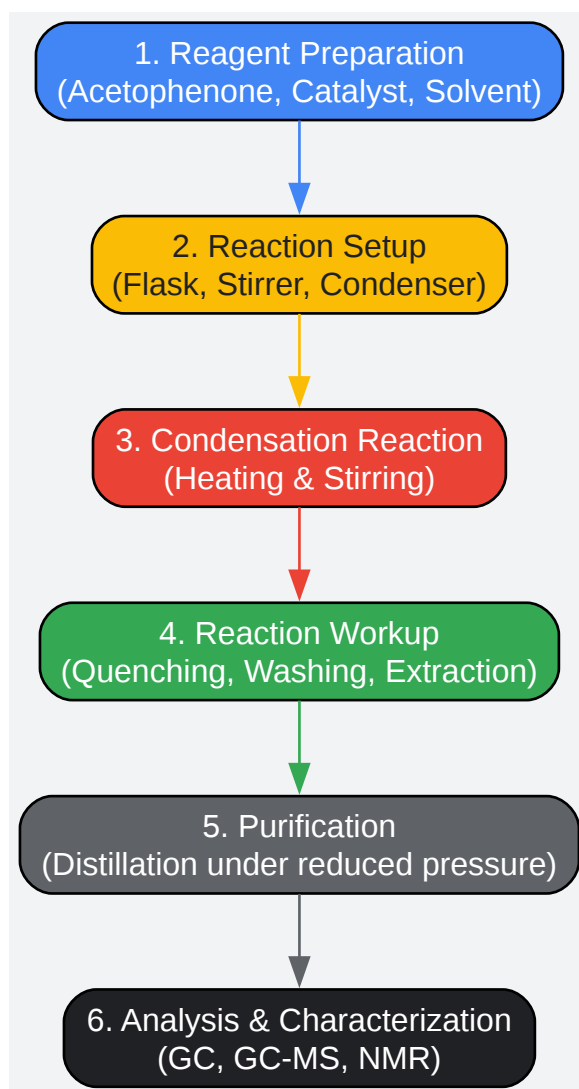 1. Reagent Preparation
(Acetophenone, Catalyst, Solvent)
2. Reaction Setup
(Flask, Stirrer, Condenser)
3. Condensation Reaction
(Heating & Stirring)
4. Reaction Workup
(Quenching, Washing, Extraction)
5. Purification
(Distillation under reduced pressure)
6. Analysis & Characterization
(GC, GC-MS, NMR)